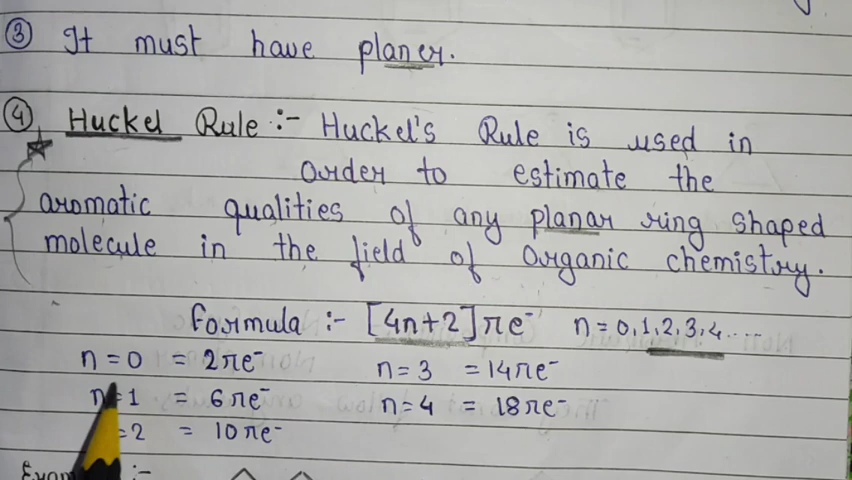 ③ It must have planer.
④ Huckel Rule :- Huckel's Rule is used in
order to estimate the
aromatic qualities of any planar ring shaped
molecule in the field of organic chemistry.
formula :- [4n+2]πe⁻ n=0,1,2,3,4....
n=0 = 2πe⁻ n=3 = 14πe⁻
n=1 = 6πe⁻ n=4 = 18πe⁻
=2 = 10πe⁻
:-